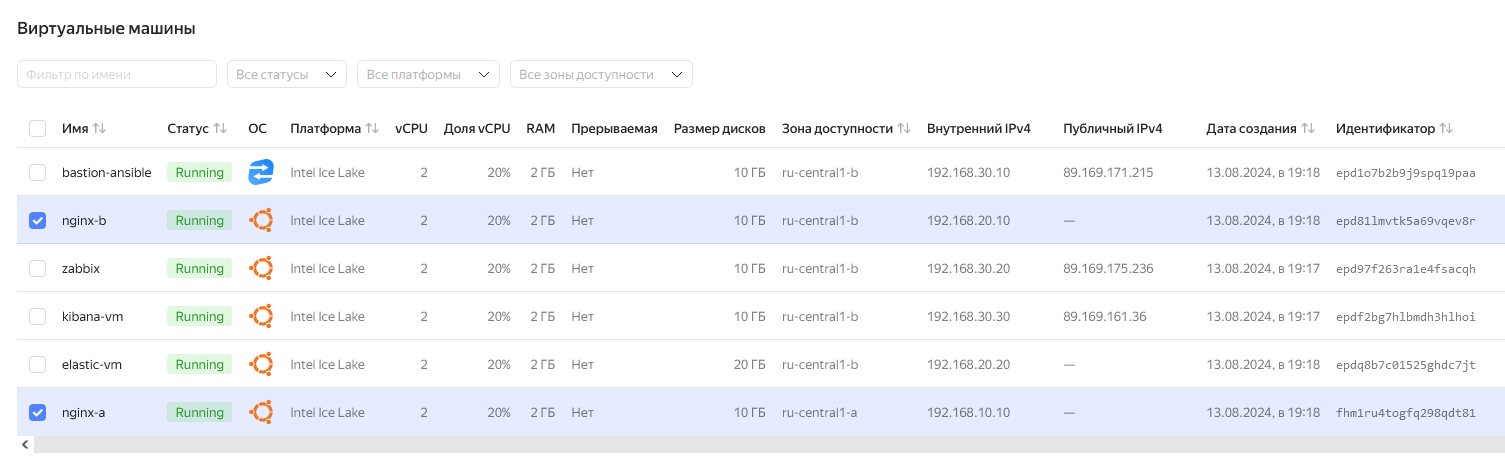 Виртуальные машины
Фильтр по имени Все статусы Все платформы Все зоны доступности
Имя Статус ОС Платформа vCPU Доля vCPU RAM Прерываемая Размер дисков Зона доступности Внутренний IPv4 Публичный IPv4 Дата создания Идентификатор
bastion-ansible Running Intel Ice Lake 2 20% 2 ГБ Нет 10 ГБ ru-central1-b 192.168.30.10 89.169.171.215 13.08.2024, в 19:18 epd1o7b2b9j9spq19paa
nginx-b Running Intel Ice Lake 2 20% 2 ГБ Нет 10 ГБ ru-central1-b 192.168.20.10 — 13.08.2024, в 19:18 epd81lmvtk5a69vqev8r
zabbix Running Intel Ice Lake 2 20% 2 ГБ Нет 10 ГБ ru-central1-b 192.168.30.20 89.169.175.236 13.08.2024, в 19:17 epd97f263ra1e4fsacqh
kibana-vm Running Intel Ice Lake 2 20% 2 ГБ Нет 10 ГБ ru-central1-b 192.168.30.30 89.169.161.36 13.08.2024, в 19:17 epdf2bg7hlbmdh3hlhoi
elastic-vm Running Intel Ice Lake 2 20% 2 ГБ Нет 20 ГБ ru-central1-b 192.168.20.20 — 13.08.2024, в 19:18 epdq8b7c01525ghdc7jt
nginx-a Running Intel Ice Lake 2 20% 2 ГБ Нет 10 ГБ ru-central1-a 192.168.10.10 — 13.08.2024, в 19:18 fhm1ru4togfq298qdt81